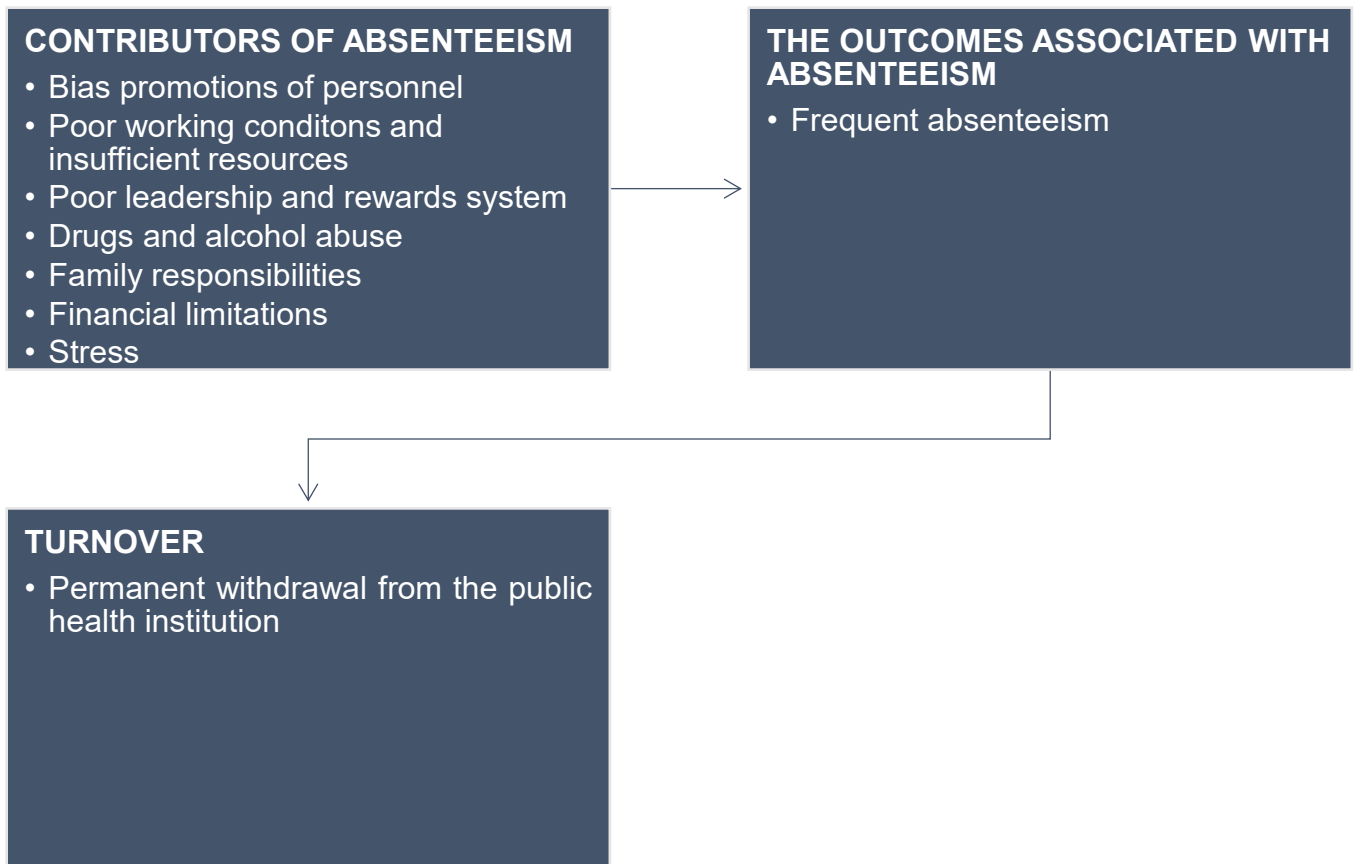 CONTRIBUTORS OF ABSENTEEISM
• Bias promotions of personnel
• Poor working conditons and
insufficient resources
• Poor leadership and rewards system
• Drugs and alcohol abuse
• Family responsibilities
• Financial limitations
• Stress
THE OUTCOMES ASSOCIATED WITH
ABSENTEEISM
• Frequent absenteeism
TURNOVER
• Permanent withdrawal from the public
health institution